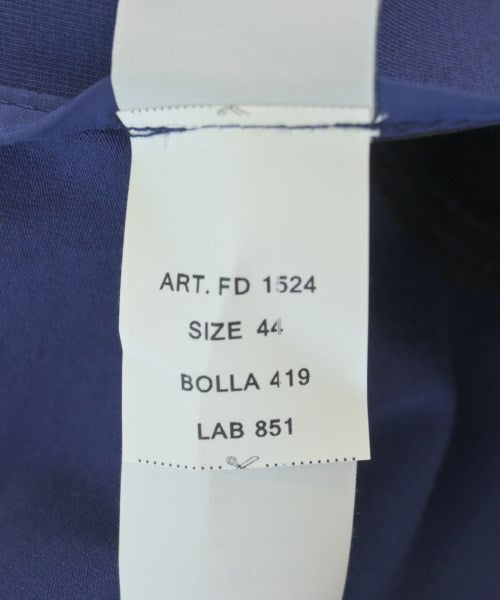 ART. FD 1524
SIZE 44
BOLLA 419
LAB 851